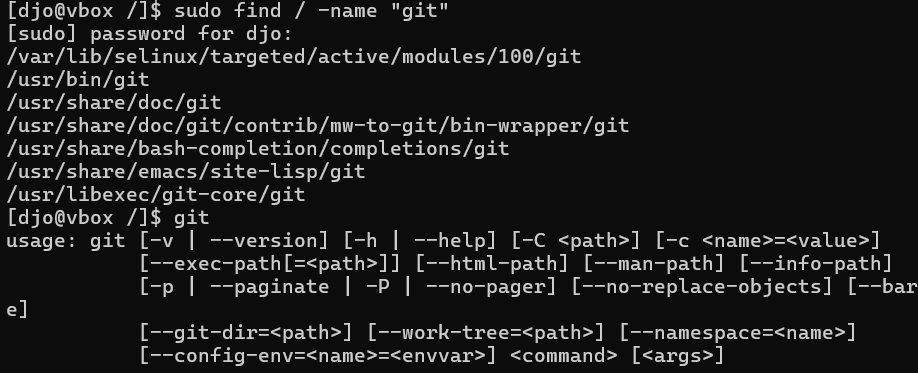 [djo@vbox /]$ sudo find / -name "git"
[sudo] password for djo:
/var/lib/selinux/targeted/active/modules/100/git
/usr/bin/git
/usr/share/doc/git
/usr/share/doc/git/contrib/mw-to-git/bin-wrapper/git
/usr/share/bash-completion/completions/git
/usr/share/emacs/site-lisp/git
/usr/libexec/git-core/git
[djo@vbox /]$ git
usage: git [-v | --version] [-h | --help] [-C <path>] [-c <name>=<value>]
           [--exec-path[=<path>]] [--html-path] [--man-path] [--info-path]
           [-p | --paginate | -P | --no-pager] [--no-replace-objects] [--bar
e]
           [--git-dir=<path>] [--work-tree=<path>] [--namespace=<name>]
           [--config-env=<name>=<envvar>] <command> [<args>]